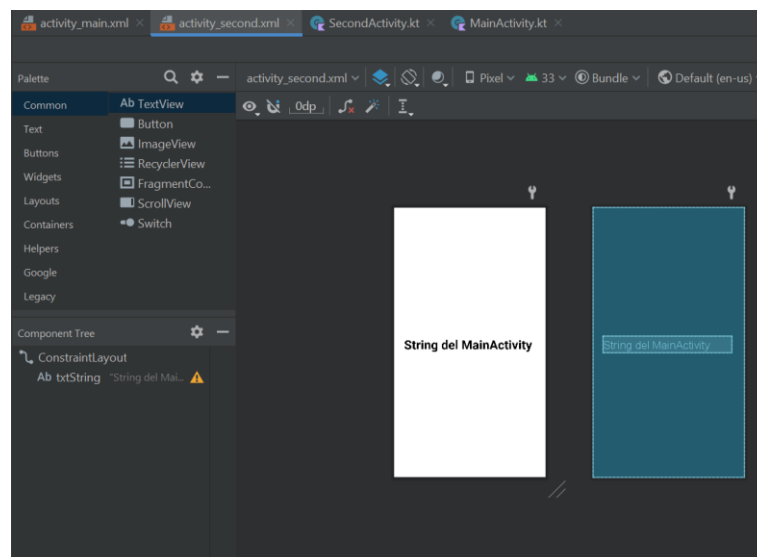 activity_main.xml activity_second.xml SecondActivity.kt MainActivity.kt
Palette activity_second.xml Pixel 33 Bundle Default (en-us)
Common Ab TextView 0dp
Text Button
Buttons ImageView
Widgets RecyclerView
Layouts FragmentCo...
Containers ScrollView
Helpers Switch
Google
Legacy
Component Tree
ConstraintLayout
Ab txtString "String del Mai...
String del MainActivity
String del MainActivity